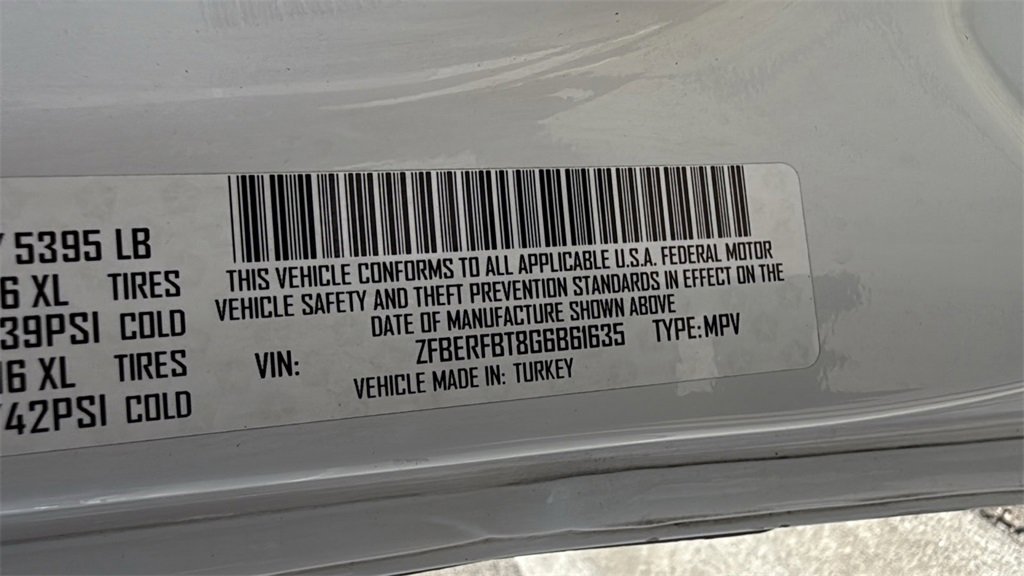 5395 LB
6 XL TIRES
39PSI COLD
16 XL TIRES
42PSI COLD
THIS VEHICLE CONFORMS TO ALL APPLICABLE U.S.A. FEDERAL MOTOR
VEHICLE SAFETY AND THEFT PREVENTION STANDARDS IN EFFECT ON THE
DATE OF MANUFACTURE SHOWN ABOVE
VIN: ZFBERFBT8G6B61635 TYPE:MPV
VEHICLE MADE IN: TURKEY